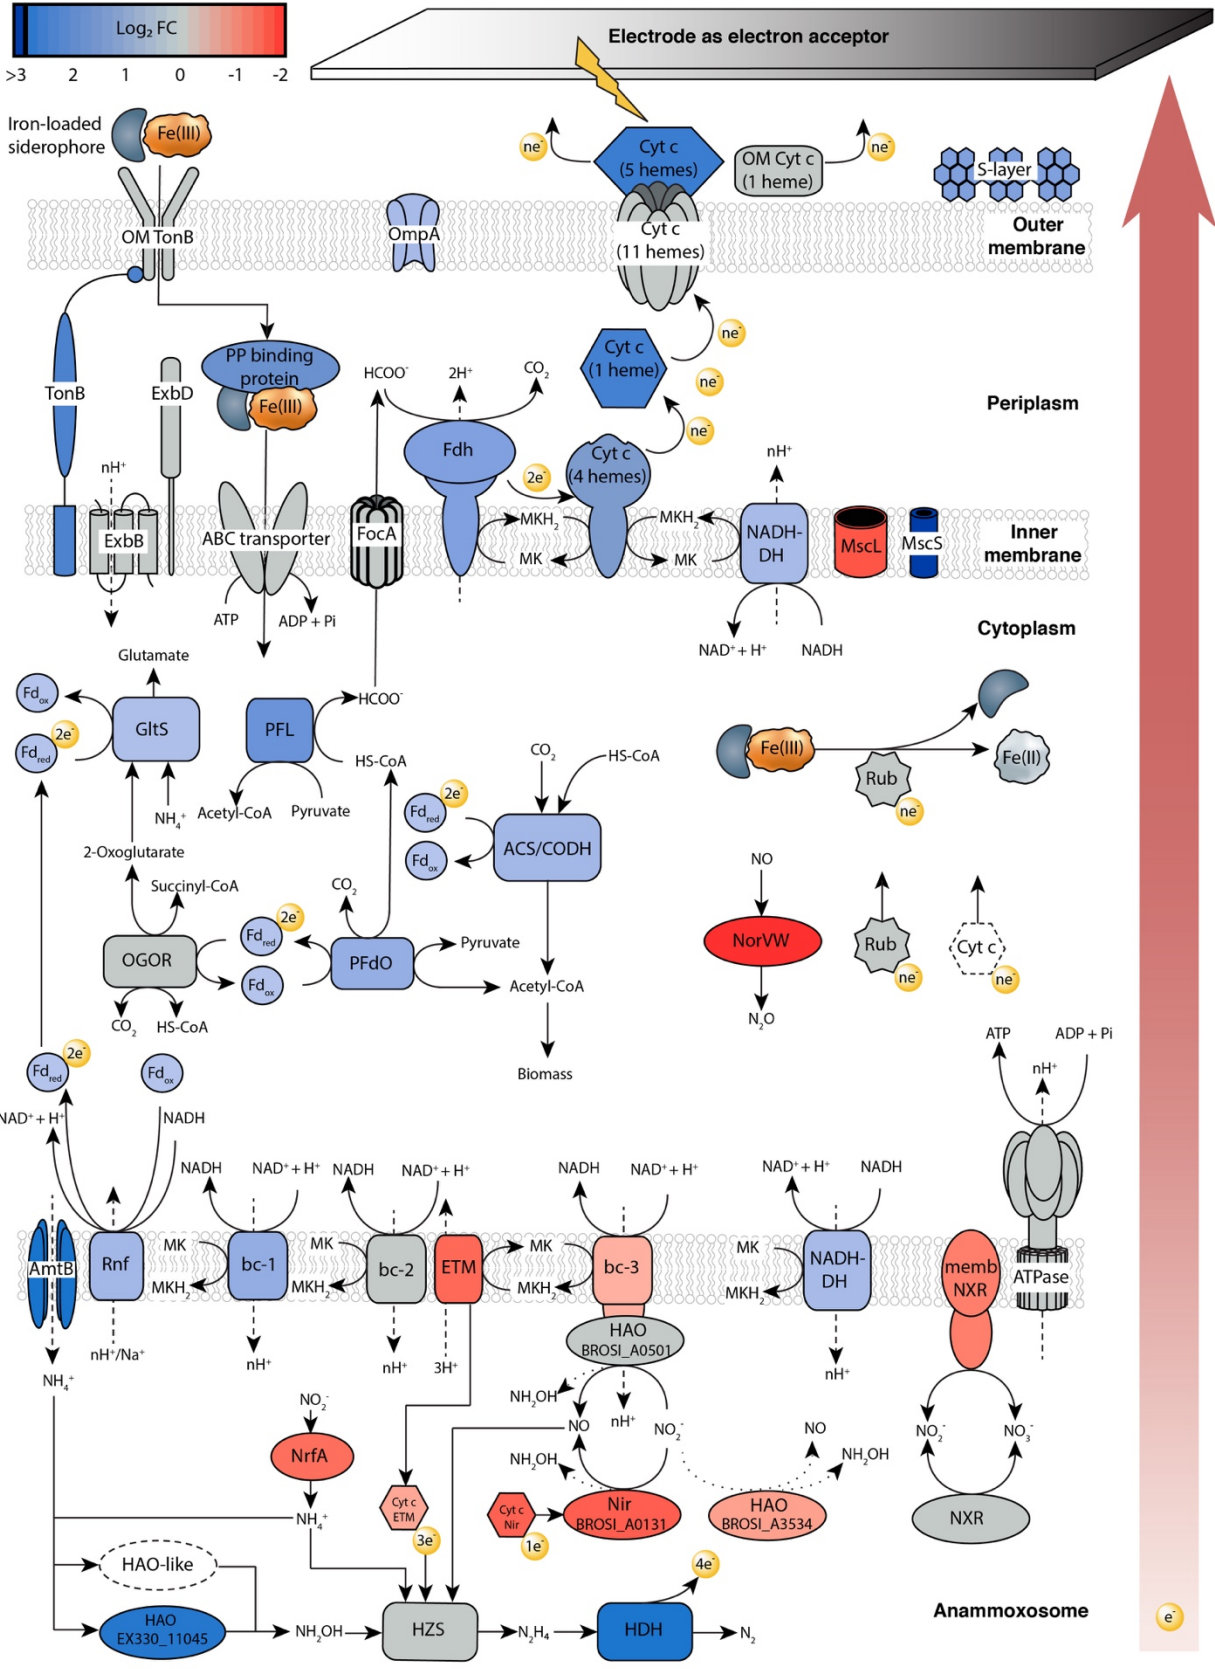 Log₂ FC
>3 2 1 0 -1 -2
Electrode as electron acceptor
Iron-loaded
siderophore
Fe(III)
ne⁻
Cyt c
(5 hemes)
OM Cyt c
(1 heme)
ne⁻
S-layer
OM TonB
OmpA
Cyt c
(11 hemes)
Outer
membrane
ne⁻
PP binding
protein
Fe(III)
TonB
ExbD
HCOO⁻
2H⁺
CO₂
Cyt c
(1 heme)
ne⁻
Periplasm
ne⁻
Fdh
2e⁻
Cyt c
(4 hemes)
nH⁺
nH⁺
ExbB
ABC transporter
FocA
MKH₂
MK
MKH₂
MK
NADH-
DH
MscL
MscS
Inner
membrane
ATP
ADP + Pi
NAD⁺ + H⁺
NADH
Cytoplasm
Glutamate
Fd ox
GltS
Fd red
2e⁻
PFL
HCOO⁻
HS-CoA
NH₄⁺
Acetyl-CoA
Pyruvate
CO₂
HS-CoA
Fd red
2e⁻
Fd ox
ACS/CODH
Fe(III)
Rub
ne⁻
Fe(II)
2-Oxoglutarate
Succinyl-CoA
CO₂
OGOR
Fd red
2e⁻
Fd ox
PFdO
Pyruvate
Acetyl-CoA
CO₂
HS-CoA
Biomass
NO
NorVW
N₂O
Rub
ne⁻
Cyt c
ne⁻
ATP
ADP + Pi
nH⁺
Fd red
2e⁻
Fd ox
NAD⁺ + H⁺
NADH
NADH
NAD⁺ + H⁺
NADH
NAD⁺ + H⁺
NADH
NAD⁺ + H⁺
NAD⁺ + H⁺
NADH
AmtB
Rnf
MK
MKH₂
bc-1
MK
MKH₂
bc-2
ETM
MK
MKH₂
bc-3
MK
MKH₂
NADH-
DH
memb
NXR
ATPase
HAO
BROSI_A0501
NH₄⁺
nH⁺/Na⁺
nH⁺
nH⁺
3H⁺
nH⁺
NH₂OH
nH⁺
NO
NO₂⁻
NO₂⁻
NrfA
NH₄⁺
Cyt c
ETM
3e⁻
NH₂OH
Cyt c
Nir
1e⁻
Nir
BROSI_A0131
HAO
BROSI_A3534
NO
NH₂OH
NO₂⁻
NO₃⁻
NXR
HAO-like
HAO
EX330_11045
NH₂OH
HZS
N₂H₄
HDH
4e⁻
N₂
Anammoxosome
e⁻